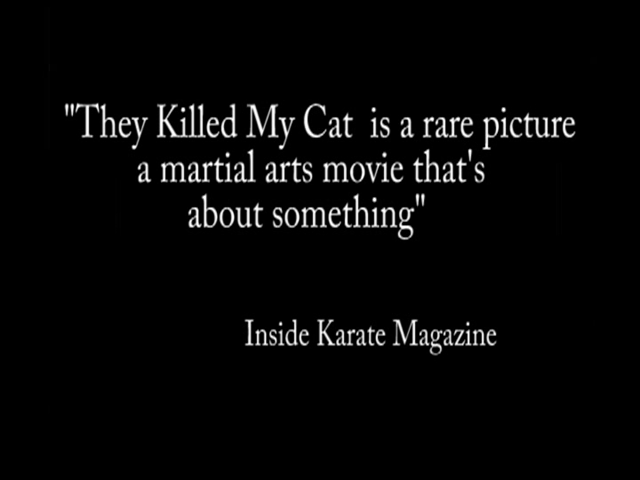 "They Killed My Cat  is a rare picture
a martial arts movie that's
about something"
Inside Karate Magazine